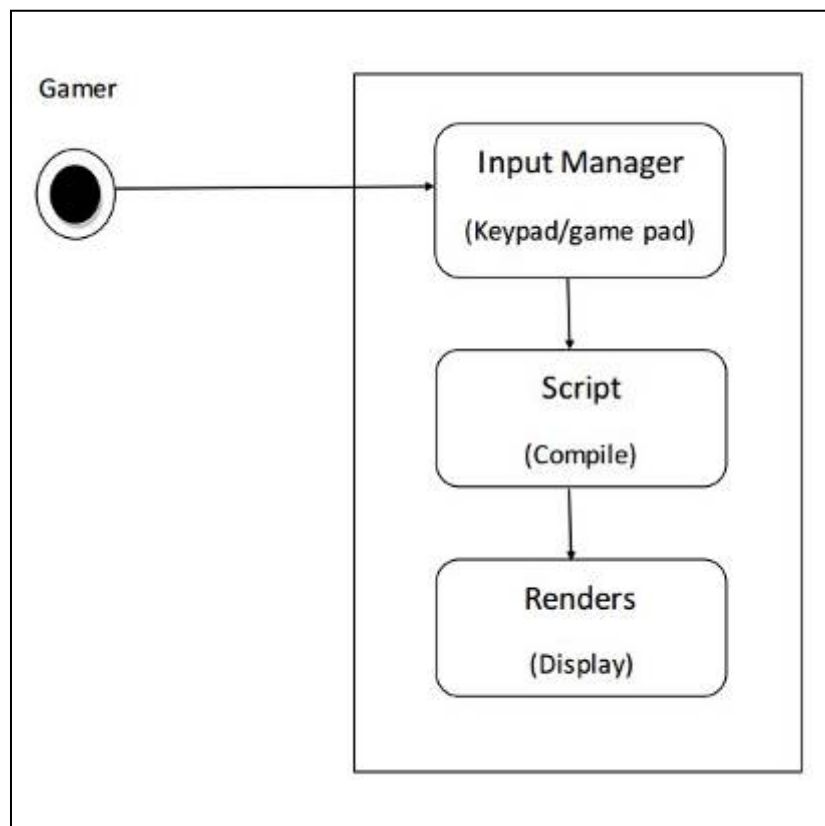 Gamer
Input Manager
(Keypad/game pad)
Script
(Compile)
Renders
(Display)